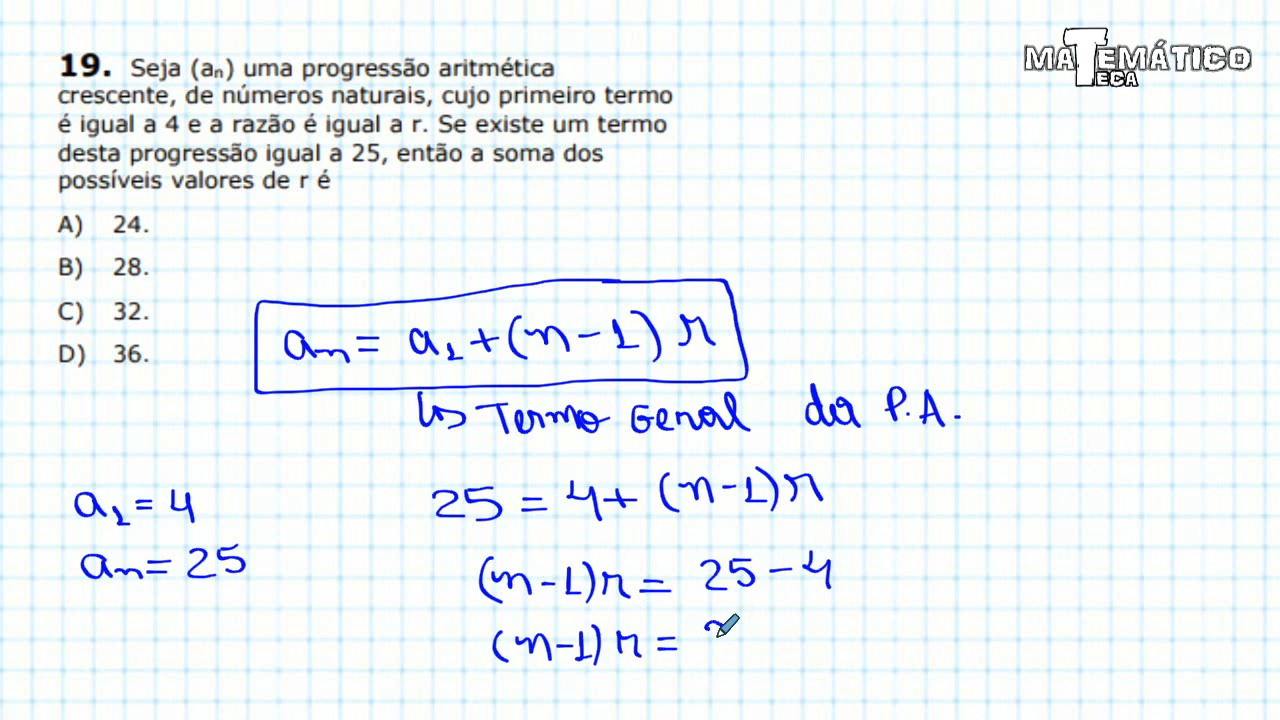 MATEMÁTICO
TECA
19. Seja (aₙ) uma progressão aritmética
crescente, de números naturais, cujo primeiro termo
é igual a 4 e a razão é igual a r. Se existe um termo
desta progressão igual a 25, então a soma dos
possíveis valores de r é
A) 24.
B) 28.
C) 32.
D) 36.
an = a1 + (n - 1) r
↳ Termo Geral da P.A.
a1 = 4
an = 25
25 = 4 + (n-1) r
(n-1) r = 25 - 4
(n-1) r =